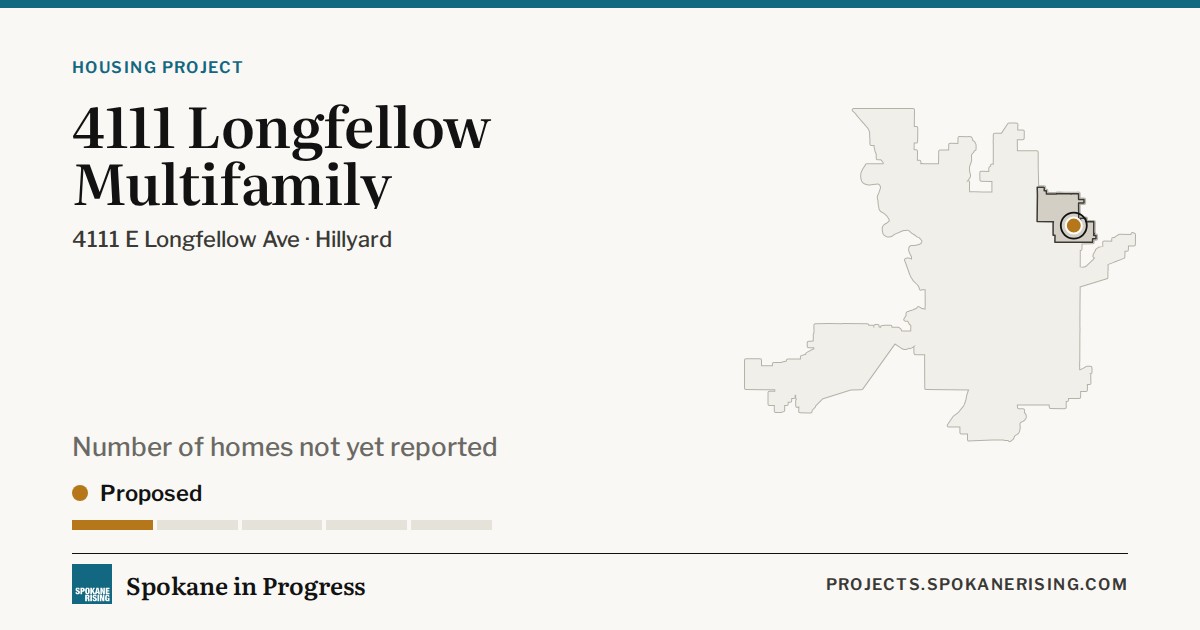 HOUSING PROJECT
4111 Longfellow
Multifamily
4111 E Longfellow Ave · Hillyard
Number of homes not yet reported
Proposed
SPOKANE
RISING
Spokane in Progress
PROJECTS.SPOKANERISING.COM